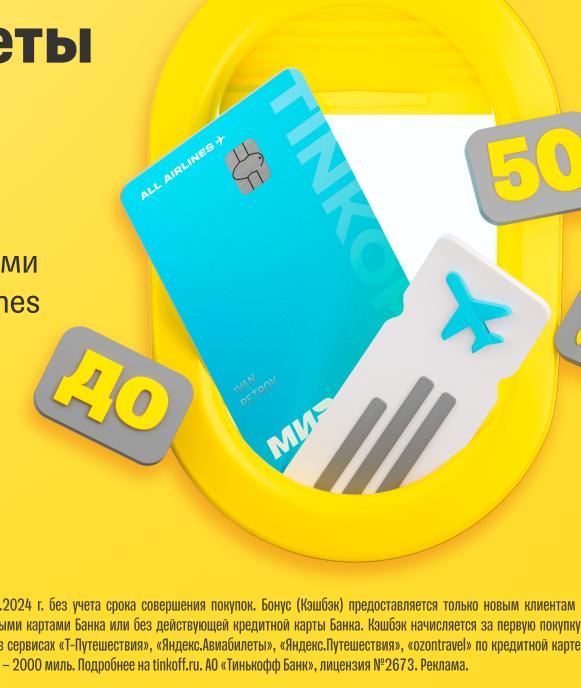 еты
50
ALL AIRLINES
TINKOF
ми
nes
до
IVAN
PETROV
МИЭ
.2024 г. без учета срока совершения покупок. Бонус (Кэшбэк) предоставляется только новым клиентам
ыми картами Банка или без действующей кредитной карты Банка. Кэшбэк начисляется за первую покупку
в сервисах «Т-Путешествия», «Яндекс.Авиабилеты», «Яндекс.Путешествия», «ozontravel» по кредитной карте
– 2000 миль. Подробнее на tinkoff.ru. АО «Тинькофф Банк», лицензия №2673. Реклама.